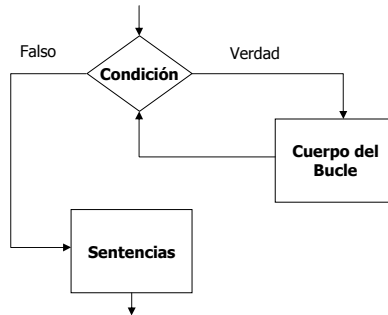 Falso
Verdad
Condición
Cuerpo del
Bucle
Sentencias